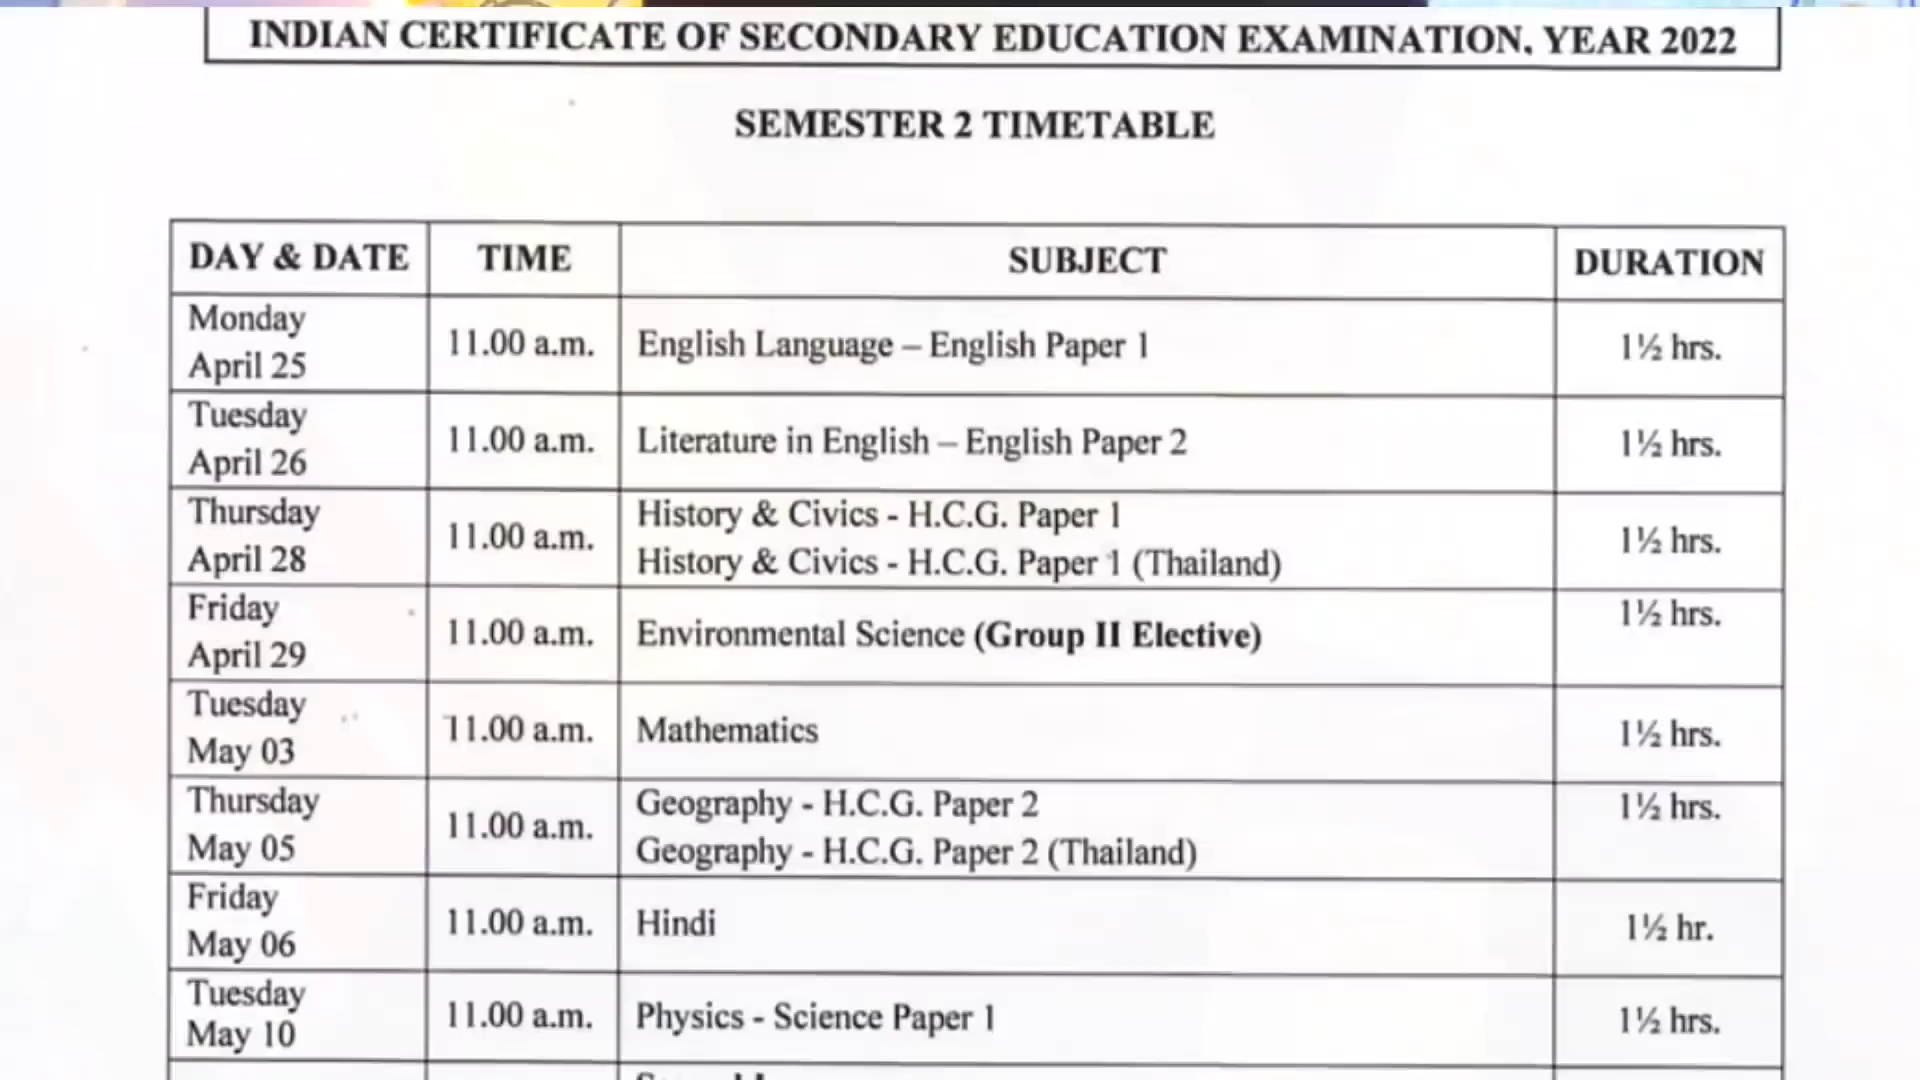 INDIAN CERTIFICATE OF SECONDARY EDUCATION EXAMINATION, YEAR 2022
SEMESTER 2 TIMETABLE
DAY & DATE TIME SUBJECT DURATION
Monday
April 25
11.00 a.m.
English Language – English Paper 1
1½ hrs.
Tuesday
April 26
11.00 a.m.
Literature in English – English Paper 2
1½ hrs.
Thursday
April 28
11.00 a.m.
History & Civics - H.C.G. Paper 1
History & Civics - H.C.G. Paper 1 (Thailand)
1½ hrs.
Friday
April 29
11.00 a.m.
Environmental Science (Group II Elective)
1½ hrs.
Tuesday
May 03
11.00 a.m.
Mathematics
1½ hrs.
Thursday
May 05
11.00 a.m.
Geography - H.C.G. Paper 2
Geography - H.C.G. Paper 2 (Thailand)
1½ hrs.
Friday
May 06
11.00 a.m.
Hindi
1½ hr.
Tuesday
May 10
11.00 a.m.
Physics - Science Paper 1
1½ hrs.